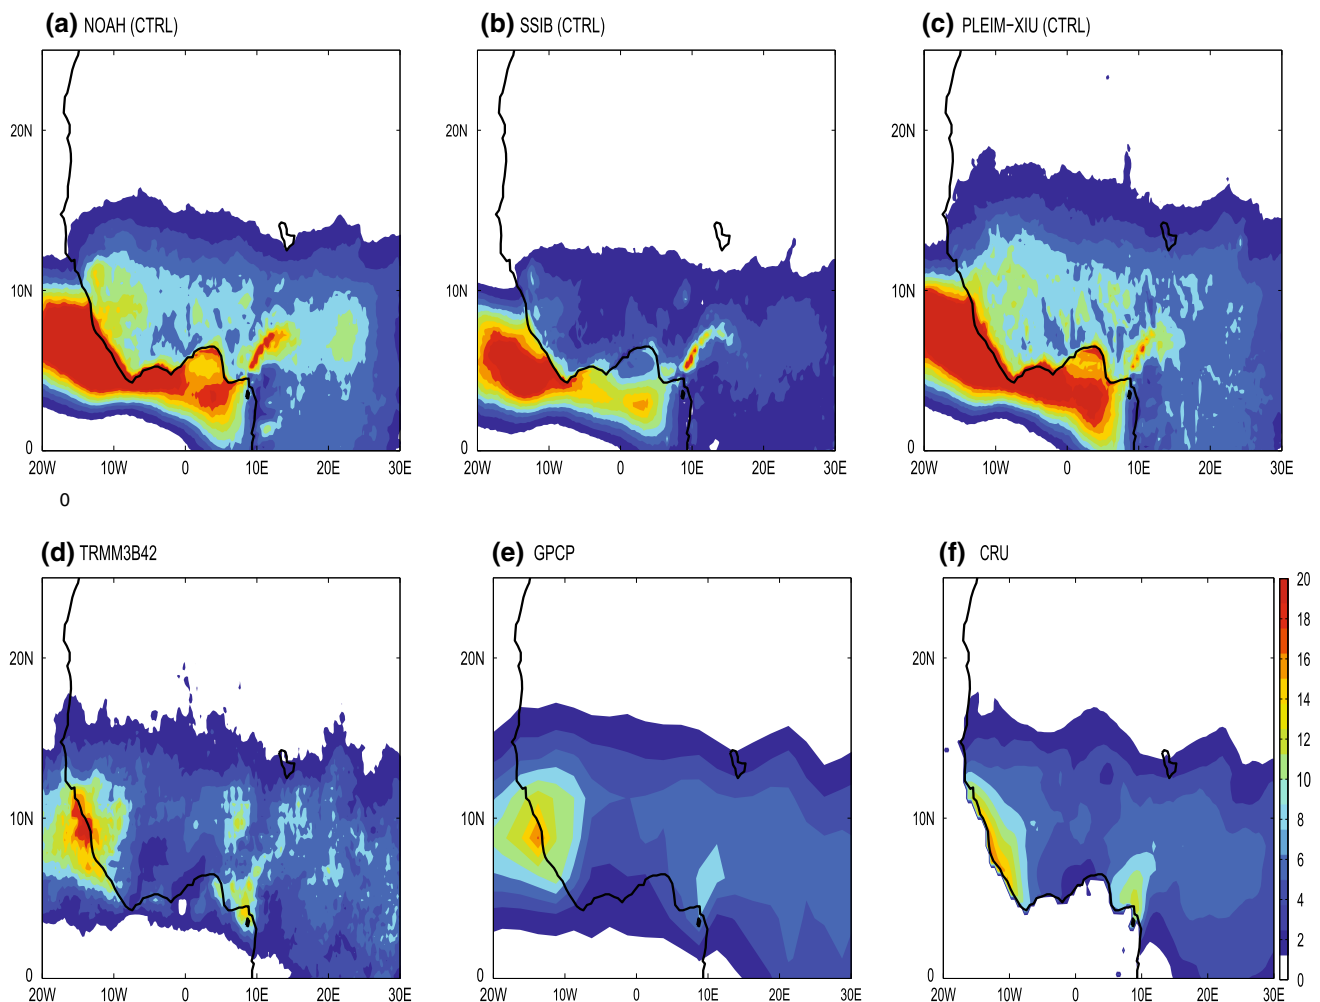 (a) NOAH (CTRL)
(b) SSIB (CTRL)
(c) PLEIM−XIU (CTRL)
20N
10N
0
20W 10W 0 10E 20E 30E
20N
10N
0
20W 10W 0 10E 20E 30E
20N
10N
0
20W 10W 0 10E 20E 30E
0
(d) TRMM3B42
(e) GPCP
(f) CRU
20N
10N
0
20W 10W 0 10E 20E 30E
20N
10N
0
20W 10W 0 10E 20E 30E
20N
10N
0
20W 10W 0 10E 20E 30E
20
18
16
14
12
10
8
6
4
2
0